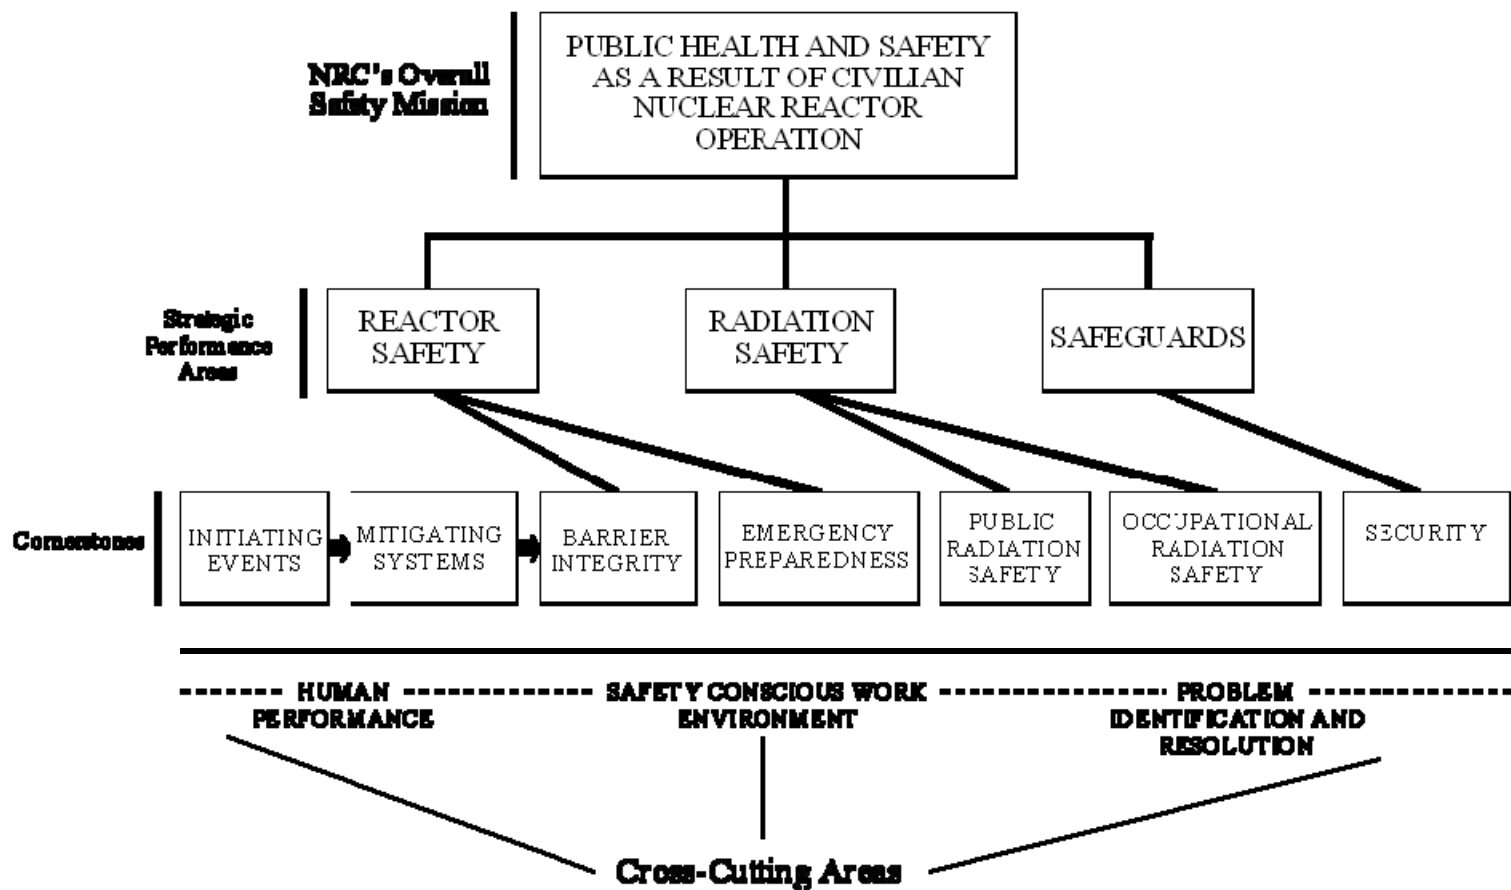 NRC's Overall
Safety Mission
PUBLIC HEALTH AND SAFETY
AS A RESULT OF CIVILIAN
NUCLEAR REACTOR
OPERATION
Strategic
Performance
Areas
REACTOR
SAFETY
RADIATION
SAFETY
SAFEGUARDS
Cornerstones
INITIATING
EVENTS
MITIGATING
SYSTEMS
BARRIER
INTEGRITY
EMERGENCY
PREPAREDNESS
PUBLIC
RADIATION
SAFETY
OCCUPATIONAL
RADIATION
SAFETY
SECURITY
HUMAN
PERFORMANCE
SAFETY CONSCIOUS WORK
ENVIRONMENT
PROBLEM
IDENTIFICATION AND
RESOLUTION
Cross-Cutting Areas